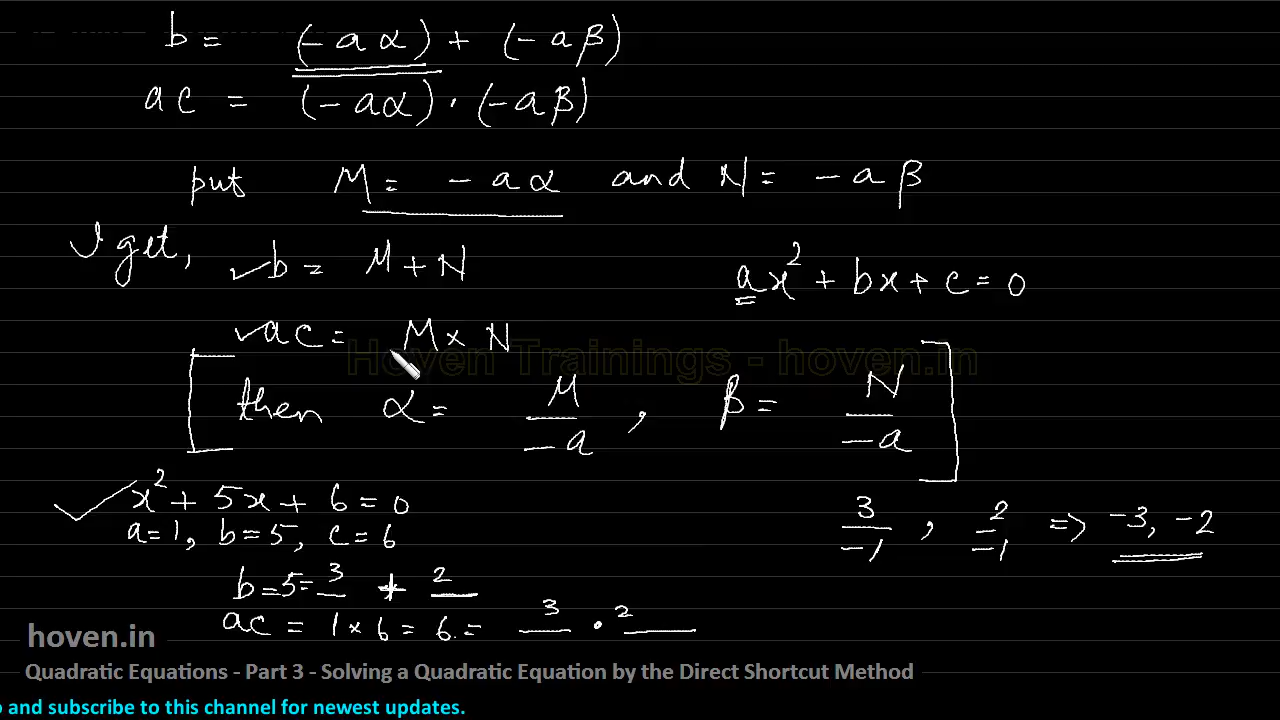 b = (-aα) + (-aβ)
ac = (-aα) · (-aβ)
put M = -aα and N = -aβ
I get,
b = M + N
ax² + bx + c = 0
ac = M × N
Hoven Trainings - hoven.in
then α = M/-a , β = N/-a
x² + 5x + 6 = 0
a=1, b=5, c=6
3/-1 , 2/-1 => -3, -2
b=5= 3 + 2
ac = 1 × 6 = 6 = 3 · 2
hoven.in
Quadratic Equations - Part 3 - Solving a Quadratic Equation by the Direct Shortcut Method
and subscribe to this channel for newest updates.